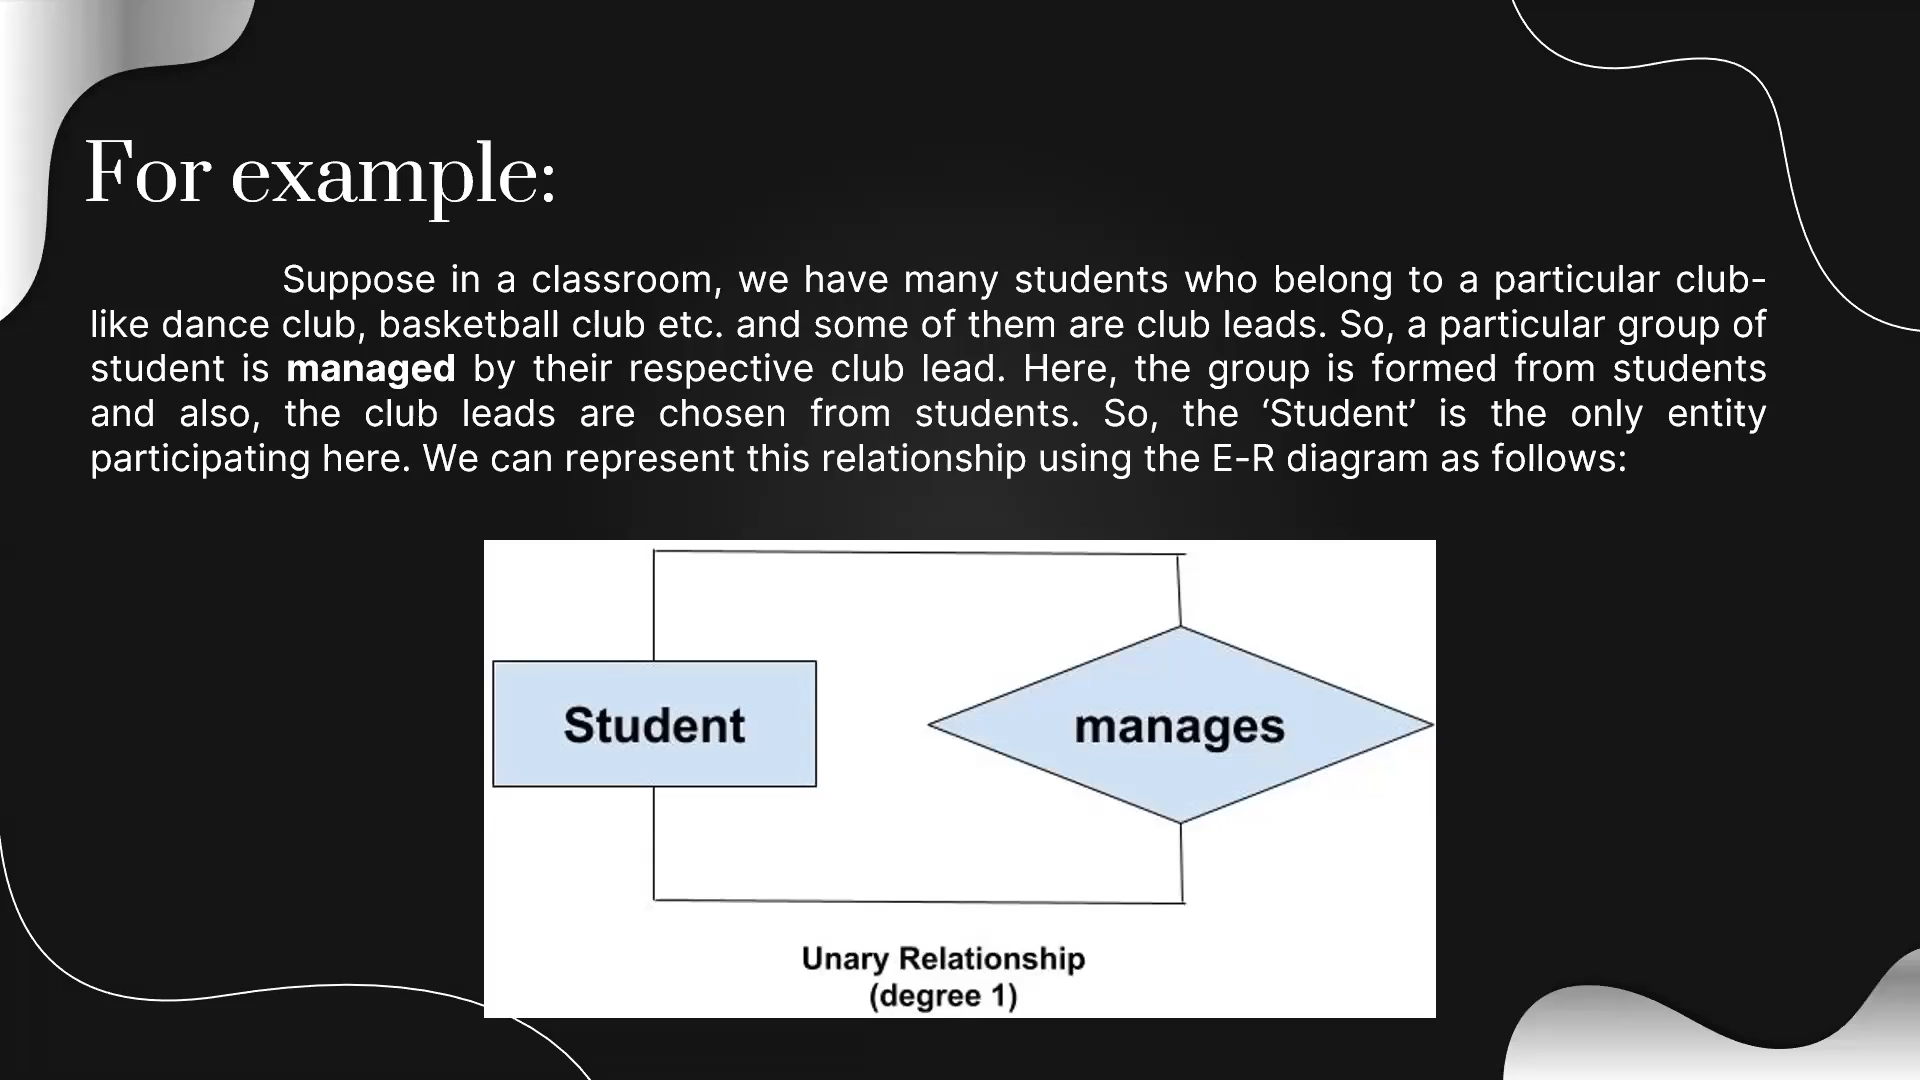 For example:
Suppose in a classroom, we have many students who belong to a particular club-
like dance club, basketball club etc. and some of them are club leads. So, a particular group of
student is managed by their respective club lead. Here, the group is formed from students
and also, the club leads are chosen from students. So, the ‘Student’ is the only entity
participating here. We can represent this relationship using the E-R diagram as follows:
Student
manages
Unary Relationship
(degree 1)